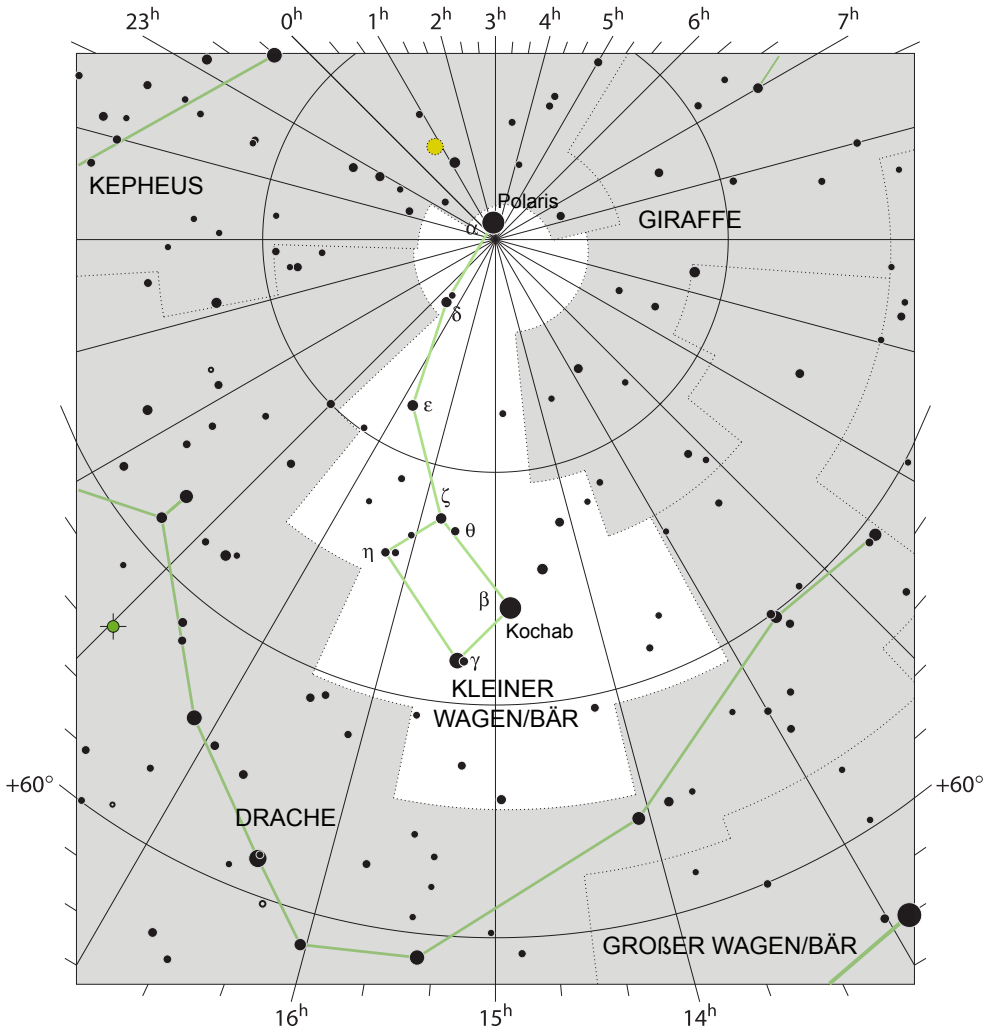 23h 0h 1h 2h 3h 4h 5h 6h 7h
KEPHEUS
Polaris
α
GIRAFFE
δ
ε
ζ
θ
η
β
Kochab
γ
KLEINER
WAGEN/BÄR
+60° +60°
DRACHE
GROßER WAGEN/BÄR
16h 15h 14h